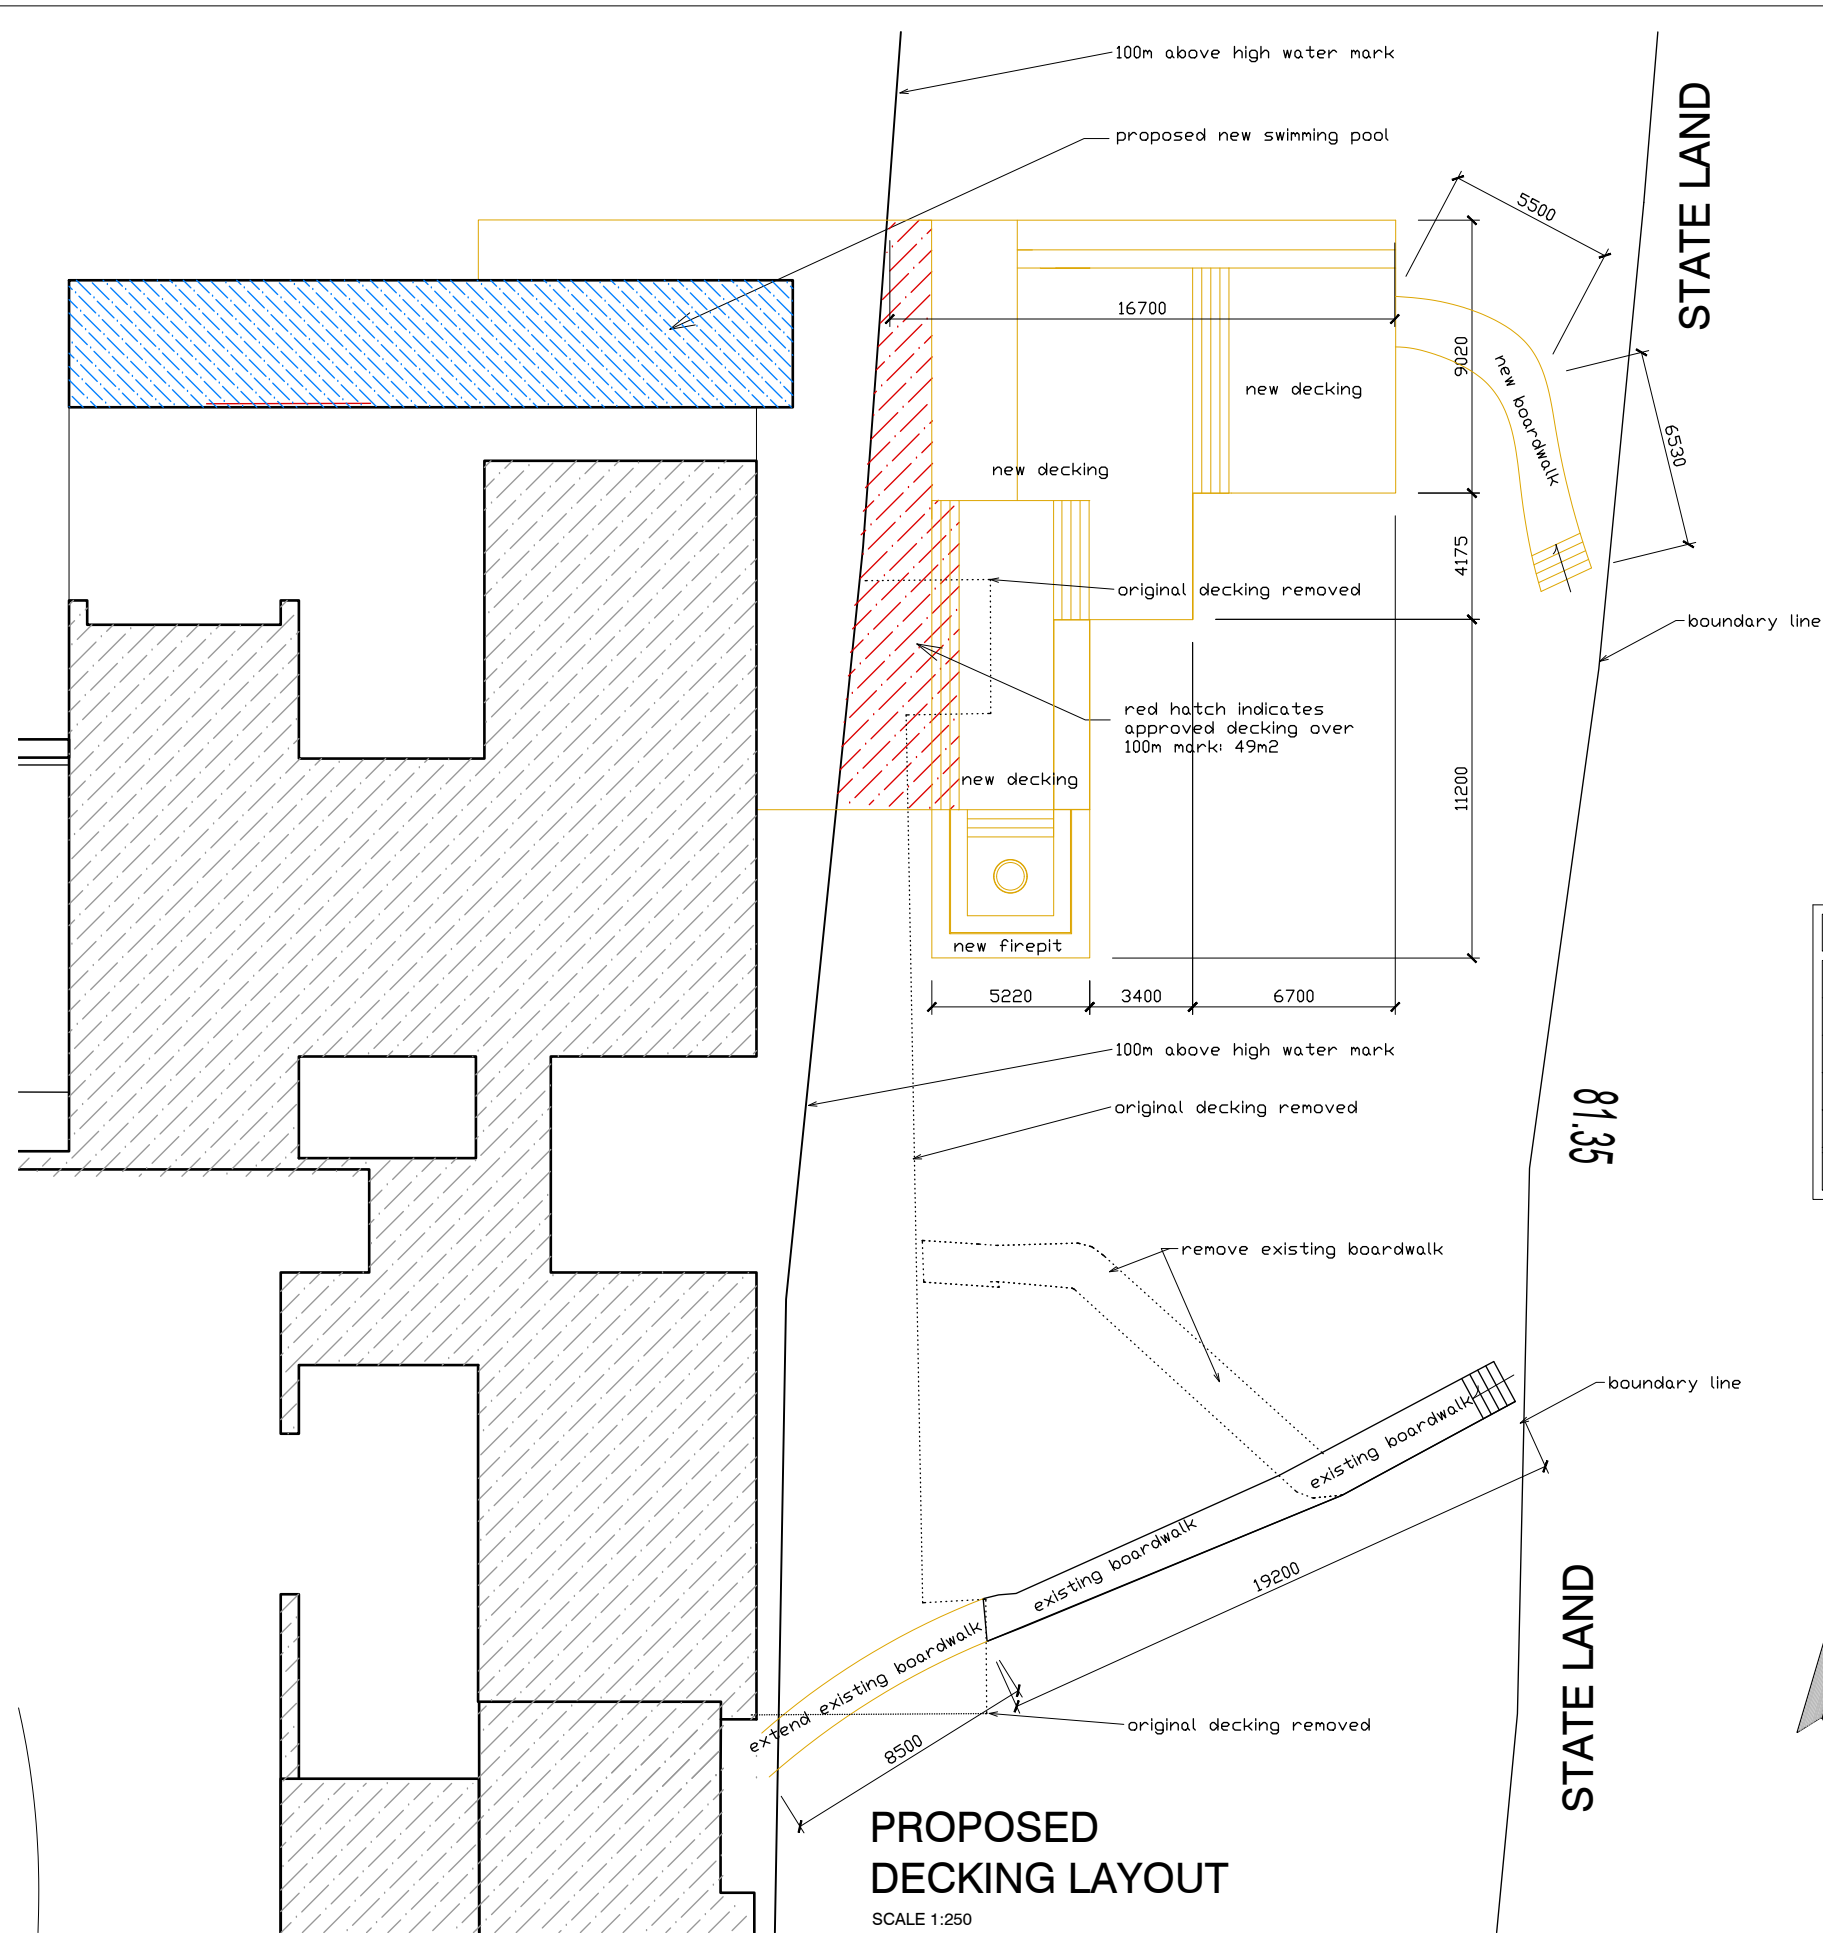 100m above high water mark
proposed new swimming pool
STATE LAND
5500
16700
9020
new boardwalk
6530
new decking
new decking
4175
original decking removed
boundary line
red hatch indicates
approved decking over
100m mark: 49m2
new decking
11200
new firepit
5220
3400
6700
100m above high water mark
81,35
original decking removed
remove existing boardwalk
boundary line
existing boardwalk
existing boardwalk
19200
extend existing boardwalk
original decking removed
8500
STATE LAND
PROPOSED
DECKING LAYOUT
SCALE 1:250